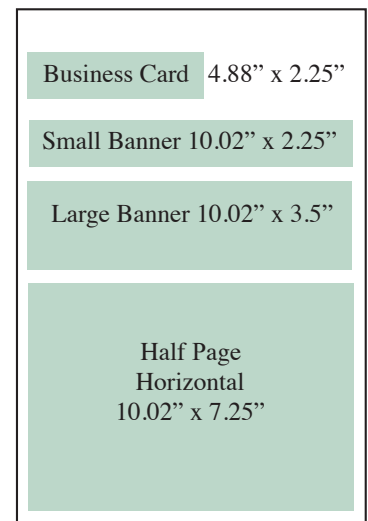 Business Card 4.88” x 2.25”
Small Banner 10.02” x 2.25”
Large Banner 10.02” x 3.5”
Half Page
Horizontal
10.02” x 7.25”